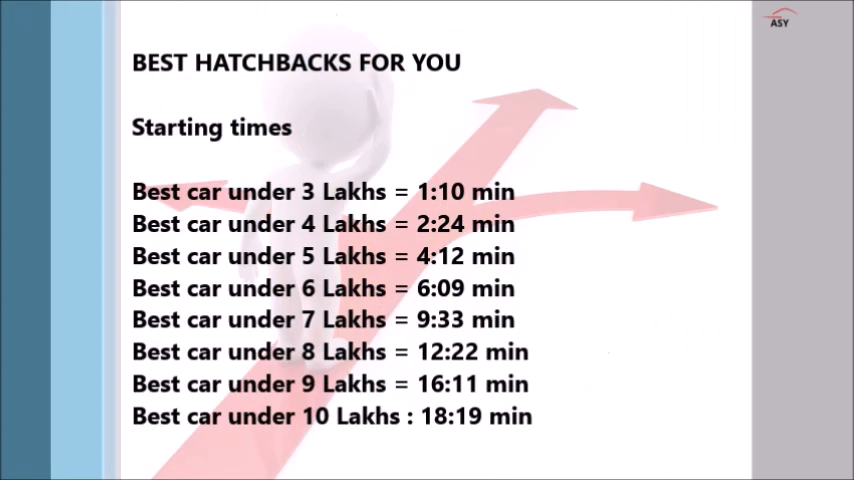 ASY
BEST HATCHBACKS FOR YOU
Starting times
Best car under 3 Lakhs = 1:10 min
Best car under 4 Lakhs = 2:24 min
Best car under 5 Lakhs = 4:12 min
Best car under 6 Lakhs = 6:09 min
Best car under 7 Lakhs = 9:33 min
Best car under 8 Lakhs = 12:22 min
Best car under 9 Lakhs = 16:11 min
Best car under 10 Lakhs : 18:19 min